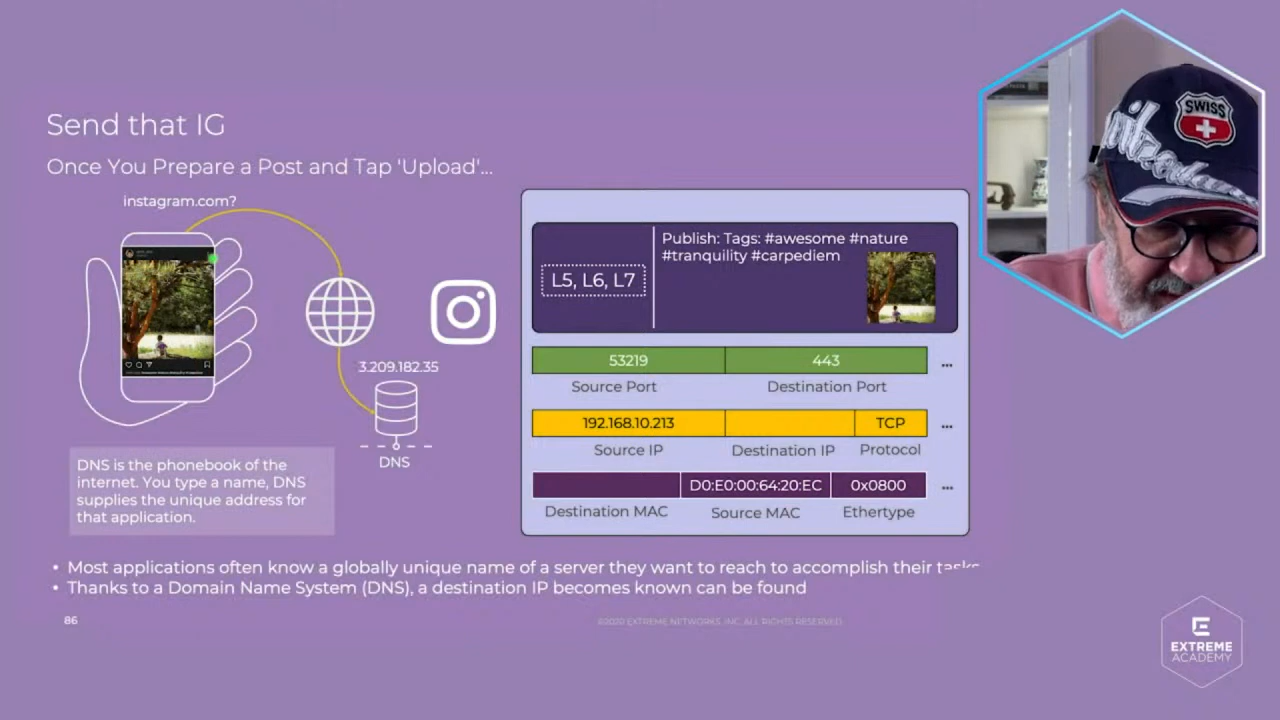 Send that IG
Once You Prepare a Post and Tap 'Upload'...
instagram.com?
3.209.182.35
DNS
DNS is the phonebook of the
internet. You type a name, DNS
supplies the unique address for
that application.
L5, L6, L7
Publish: Tags: #awesome #nature
#tranquility #carpediem
53219
443
...
Source Port
Destination Port
192.168.10.213
TCP
...
Source IP
Destination IP
Protocol
D0:E0:00:64:20:EC
0x0800
...
Destination MAC
Source MAC
Ethertype
• Most applications often know a globally unique name of a server they want to reach to accomplish their tasks
• Thanks to a Domain Name System (DNS), a destination IP becomes known can be found
86
©2020 EXTREME NETWORKS, INC. ALL RIGHTS RESERVED.
SWISS
EXTREME
ACADEMY